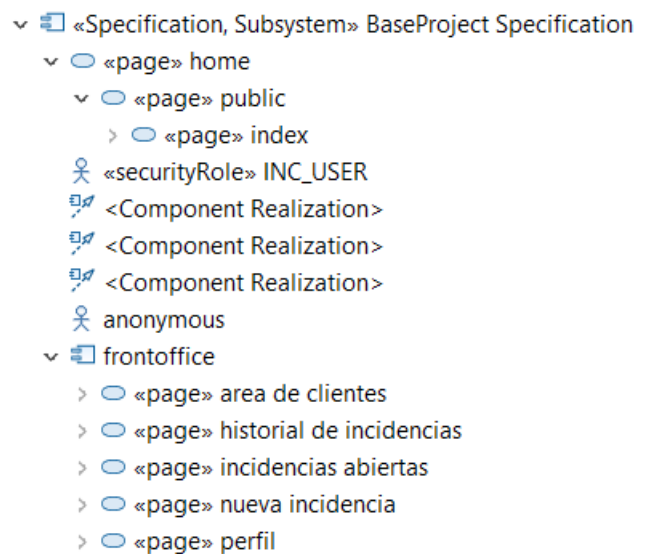 «Specification, Subsystem» BaseProject Specification
«page» home
«page» public
«page» index
«securityRole» INC_USER
<Component Realization>
<Component Realization>
<Component Realization>
anonymous
frontoffice
«page» area de clientes
«page» historial de incidencias
«page» incidencias abiertas
«page» nueva incidencia
«page» perfil